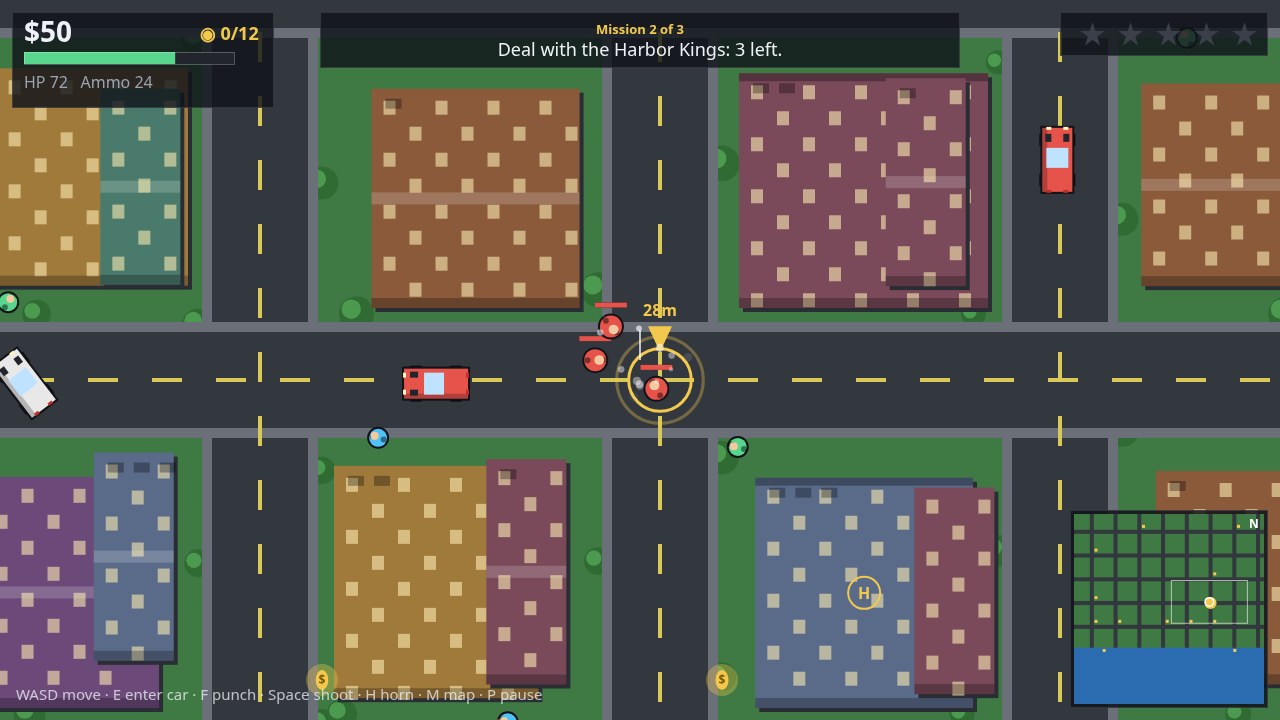 $50
◉ 0/12
HP 72 Ammo 24
Mission 2 of 3
Deal with the Harbor Kings: 3 left.
28m
H
N
$
$
WASD move · E enter car · F punch · Space shoot · H horn · M map · P pause